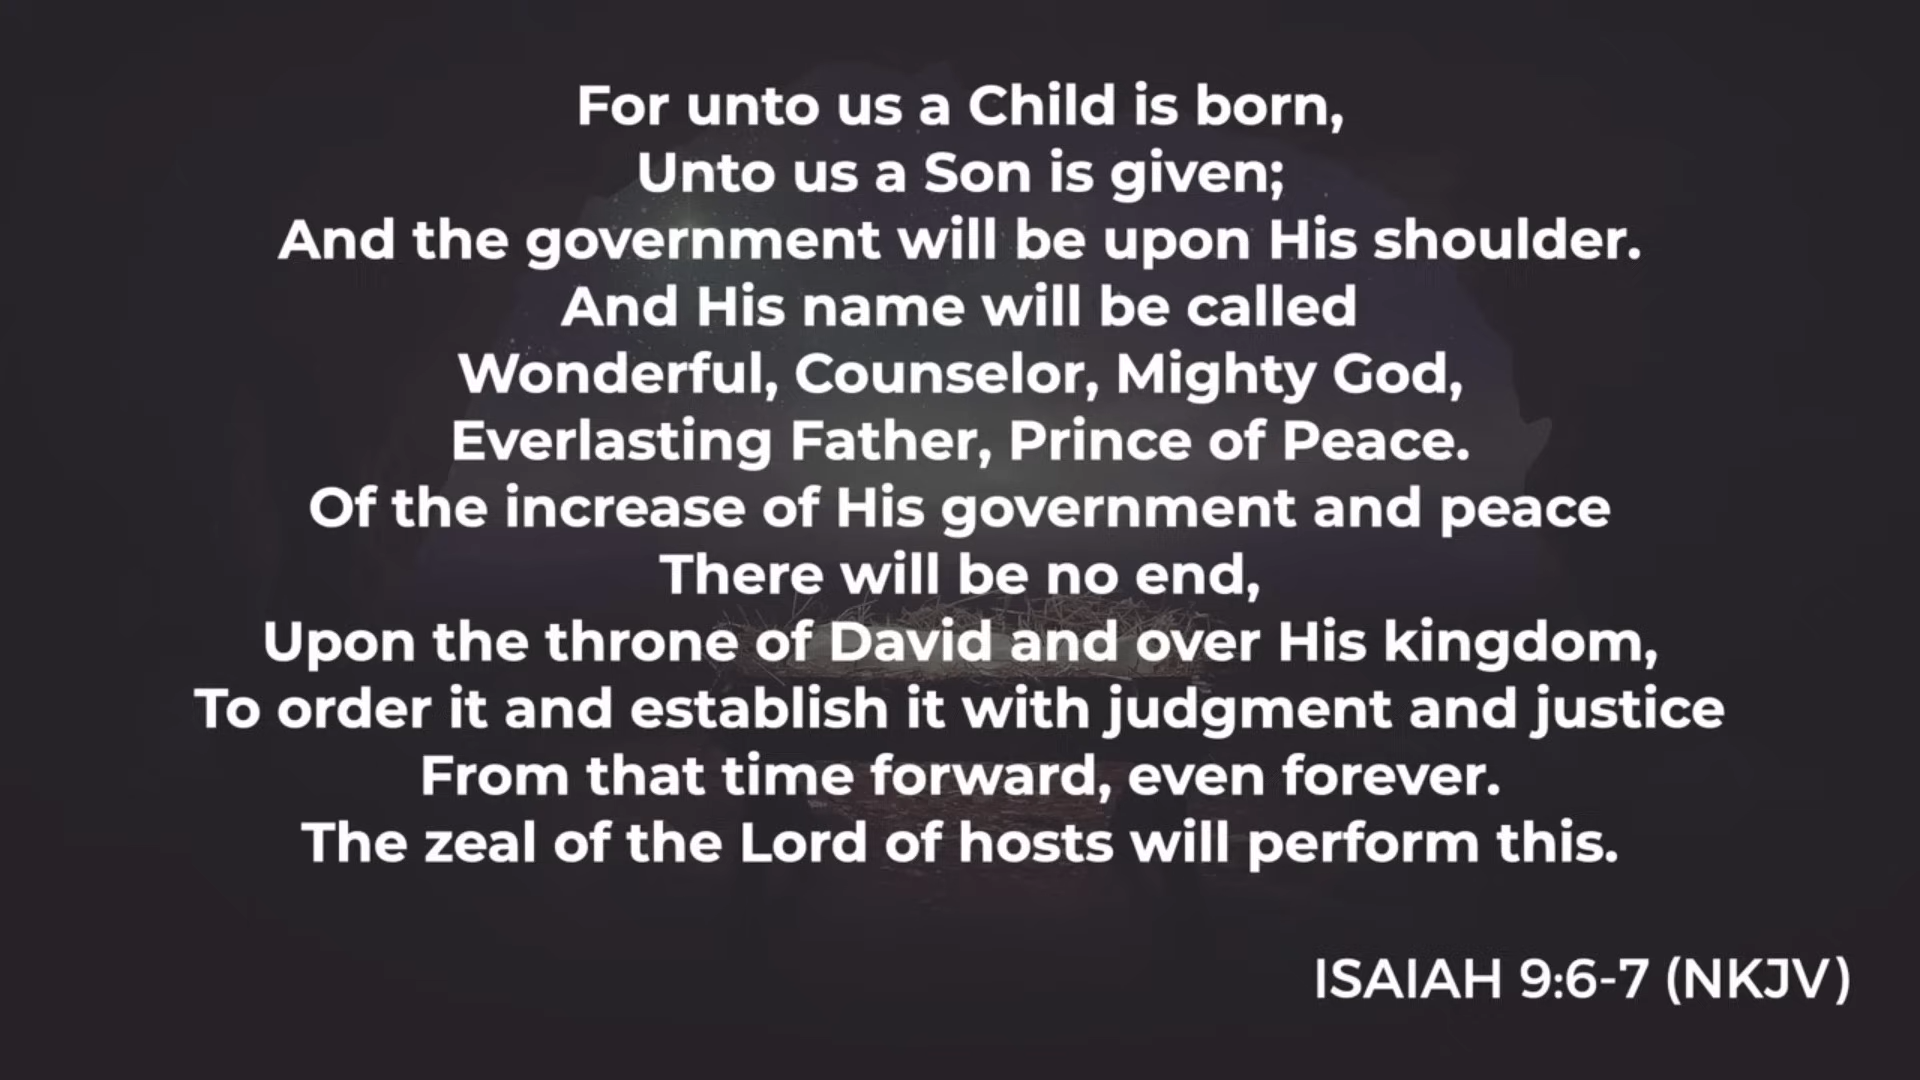 For unto us a Child is born,
Unto us a Son is given;
And the government will be upon His shoulder.
And His name will be called
Wonderful, Counselor, Mighty God,
Everlasting Father, Prince of Peace.
Of the increase of His government and peace
There will be no end,
Upon the throne of David and over His kingdom,
To order it and establish it with judgment and justice
From that time forward, even forever.
The zeal of the Lord of hosts will perform this.
ISAIAH 9:6-7 (NKJV)